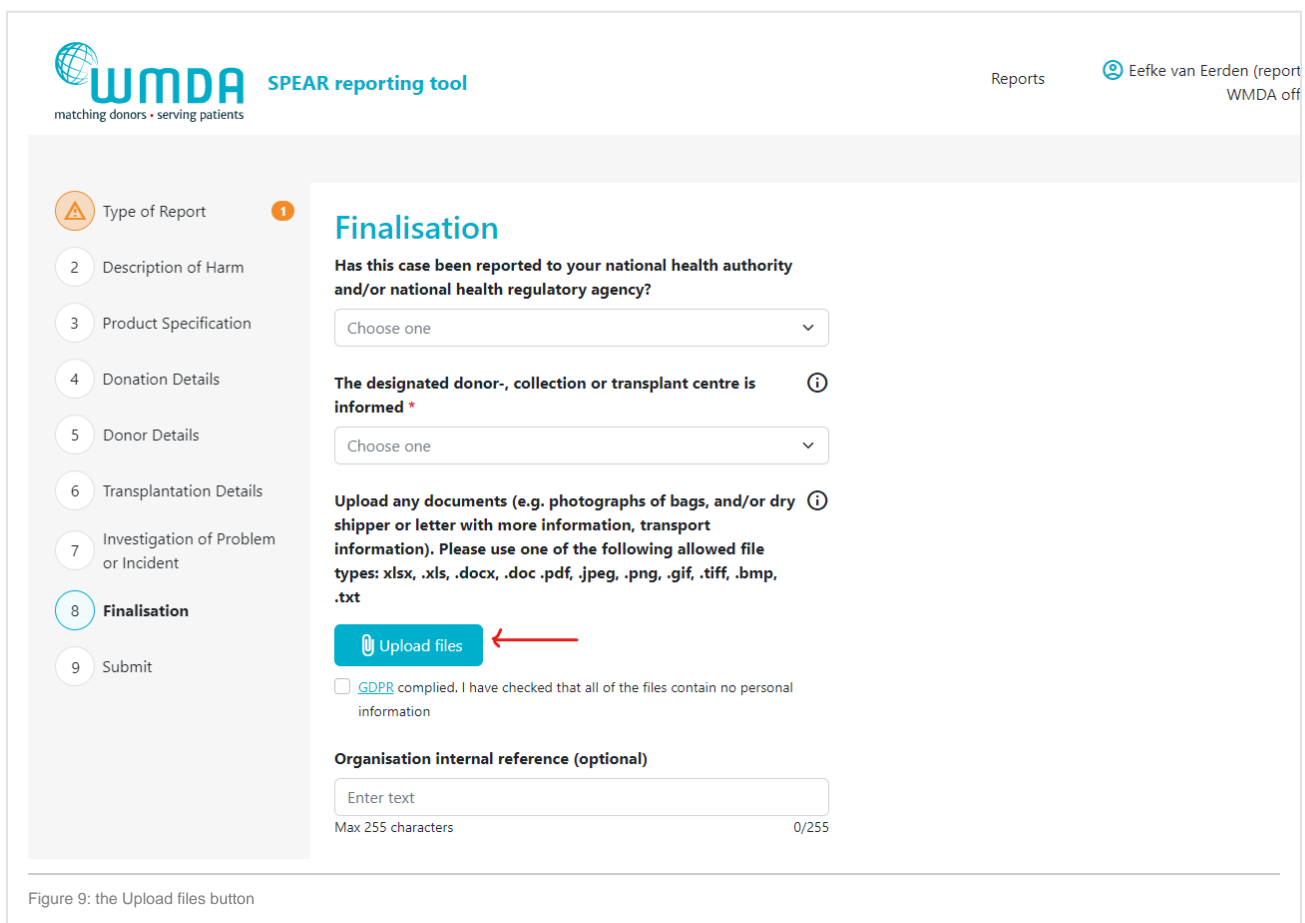 WMDA
matching donors • serving patients
SPEAR reporting tool
Reports
Eefke van Eerden (report
WMDA off
Type of Report
1
2 Description of Harm
3 Product Specification
4 Donation Details
5 Donor Details
6 Transplantation Details
7 Investigation of Problem
or Incident
8 Finalisation
9 Submit
Finalisation
Has this case been reported to your national health authority
and/or national health regulatory agency?
Choose one
The designated donor-, collection or transplant centre is
informed *
Choose one
Upload any documents (e.g. photographs of bags, and/or dry
shipper or letter with more information, transport
information). Please use one of the following allowed file
types: xlsx, .xls, .docx, .doc .pdf, .jpeg, .png, .gif, .tiff, .bmp,
.txt
Upload files
GDPR complied. I have checked that all of the files contain no personal
information
Organisation internal reference (optional)
Enter text
Max 255 characters
0/255
Figure 9: the Upload files button